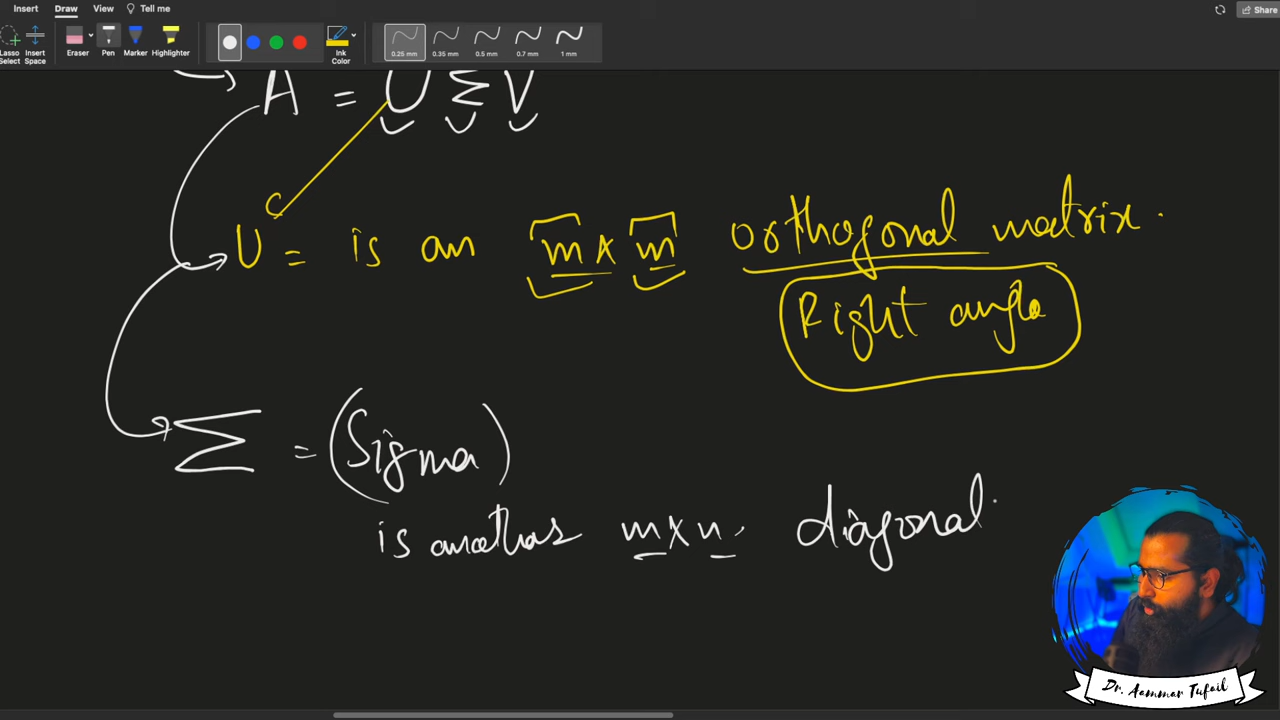 Insert Draw View Tell me Share
Lasso Select Insert Space Eraser Pen Marker Highlighter Ink Color 0.25 mm 0.35 mm 0.5 mm 0.7 mm 1 mm
A = U Σ V
U = is an m x m orthogonal matrix.
Right angle
Σ = (Sigma)
is m x n diagonal
Dr. Aammar Tufail